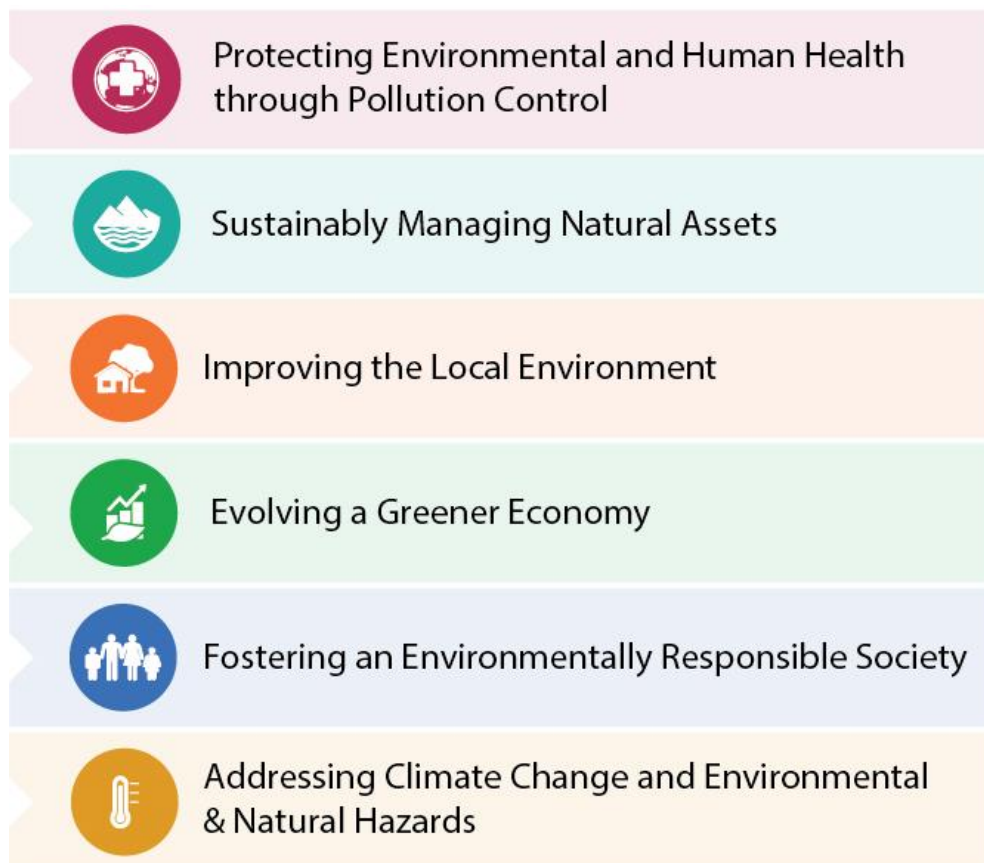 Protecting Environmental and Human Health
through Pollution Control
Sustainably Managing Natural Assets
Improving the Local Environment
Evolving a Greener Economy
Fostering an Environmentally Responsible Society
Addressing Climate Change and Environmental
& Natural Hazards